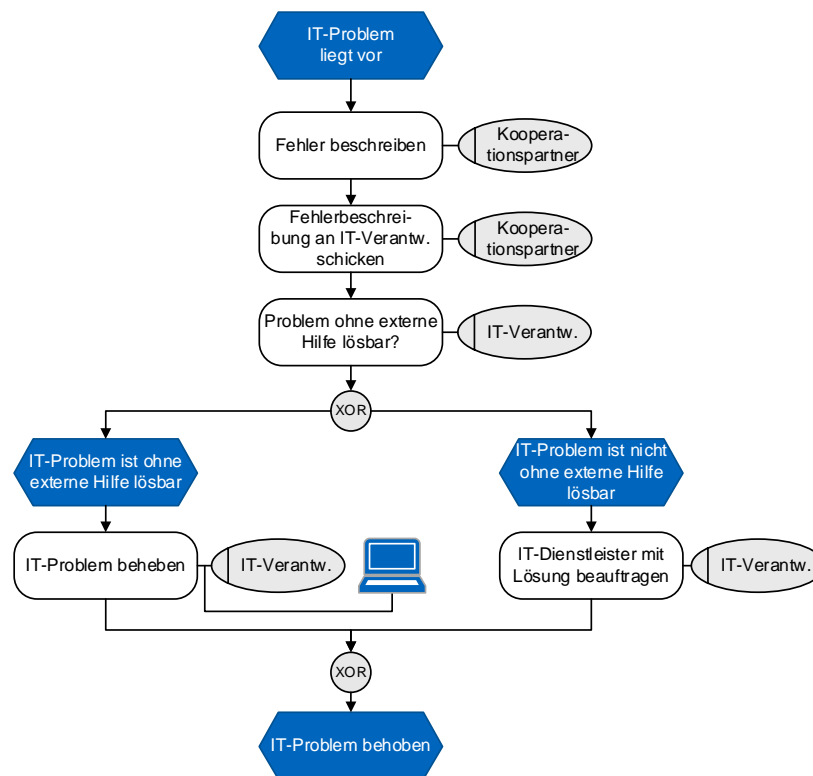 IT-Problem
liegt vor
Fehler beschreiben
Koopera-
tionspartner
Fehlerbeschrei-
bung an IT-Verantw.
schicken
Koopera-
tionspartner
Problem ohne externe
Hilfe lösbar?
IT-Verantw.
XOR
IT-Problem ist ohne
externe Hilfe lösbar
IT-Problem ist nicht
ohne externe Hilfe
lösbar
IT-Problem beheben
IT-Verantw.
IT-Dienstleister mit
Lösung beauftragen
IT-Verantw.
XOR
IT-Problem behoben